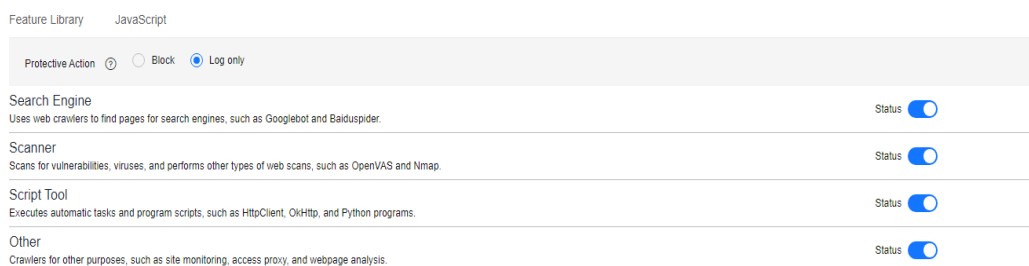 Feature Library JavaScript
Protective Action ? Block Log only
Search Engine
Status
Uses web crawlers to find pages for search engines, such as Googlebot and Baiduspider.
Scanner
Status
Scans for vulnerabilities, viruses, and performs other types of web scans, such as OpenVAS and Nmap.
Script Tool
Status
Executes automatic tasks and program scripts, such as HttpClient, OkHttp, and Python programs.
Other
Status
Crawlers for other purposes, such as site monitoring, access proxy, and webpage analysis.